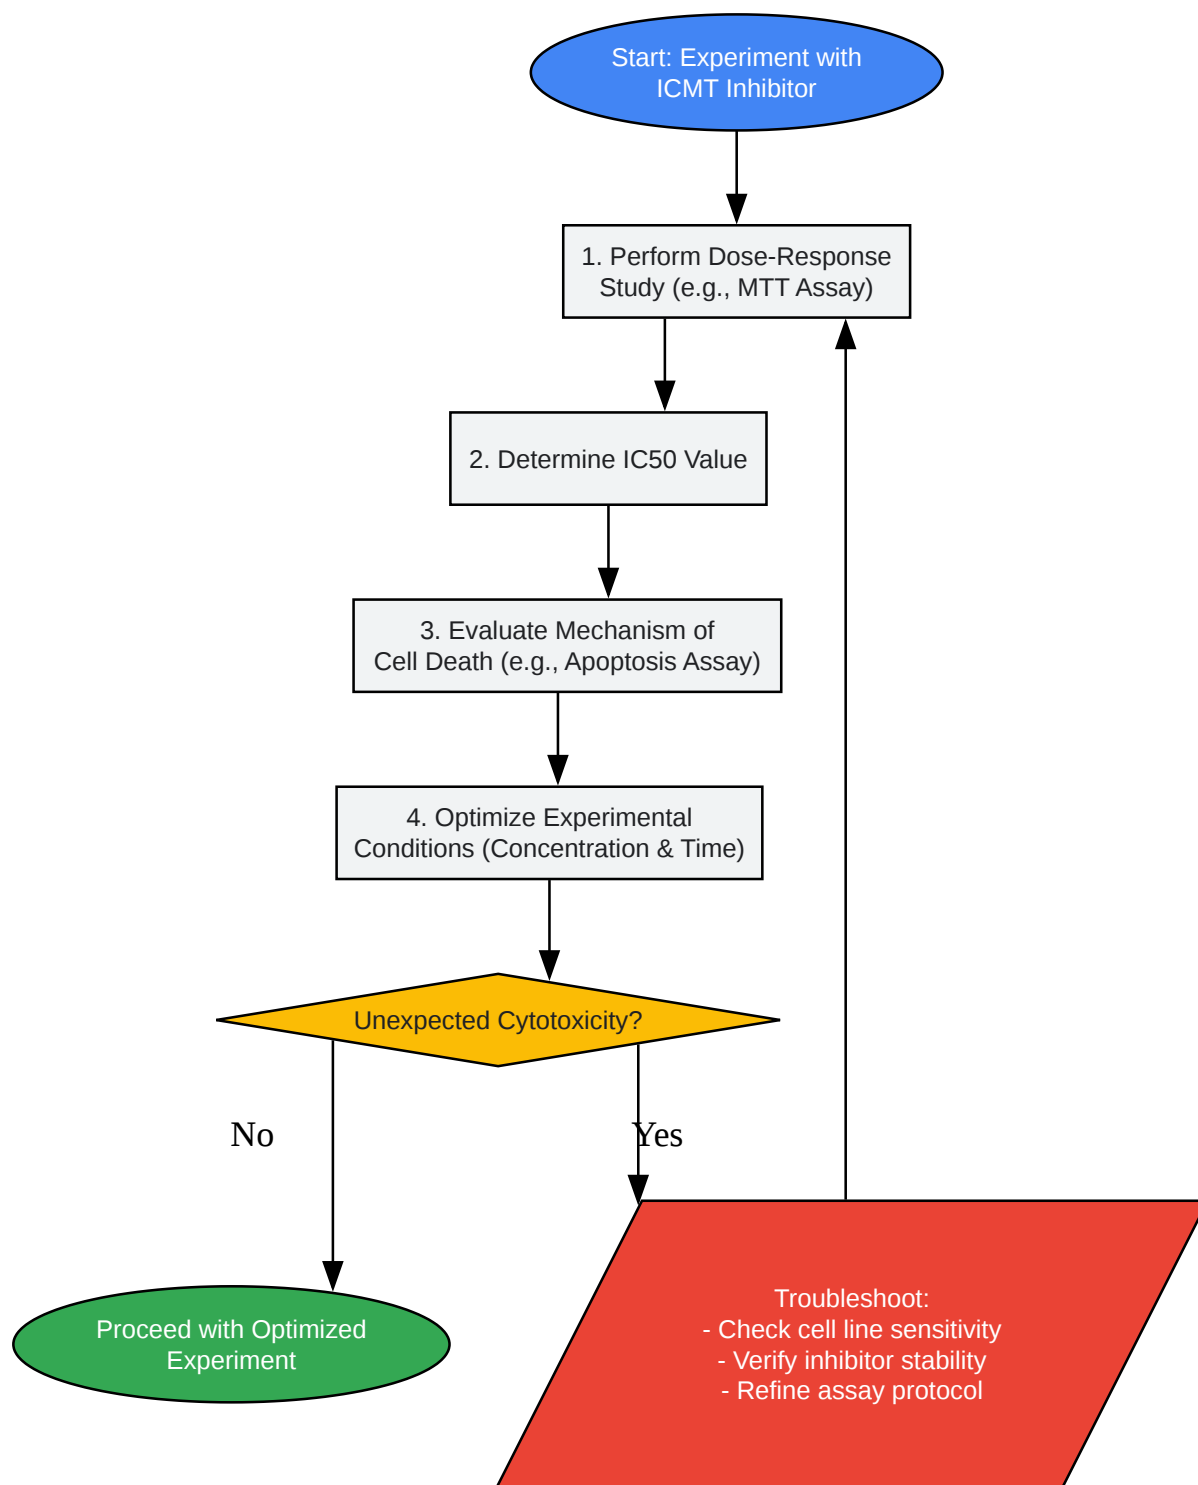 Start: Experiment with
ICMT Inhibitor
1. Perform Dose-Response
Study (e.g., MTT Assay)
2. Determine IC50 Value
3. Evaluate Mechanism of
Cell Death (e.g., Apoptosis Assay)
4. Optimize Experimental
Conditions (Concentration & Time)
Unexpected Cytotoxicity?
No
Yes
Proceed with Optimized
Experiment
Troubleshoot:
- Check cell line sensitivity
- Verify inhibitor stability
- Refine assay protocol